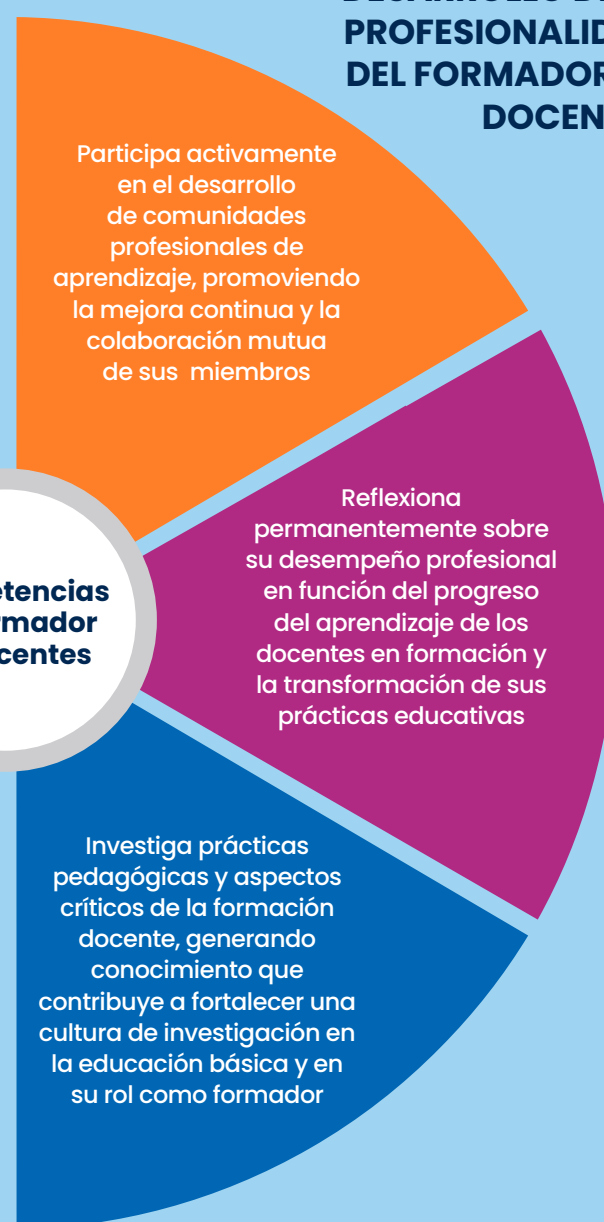 PROFESIONALID
DEL FORMADOR
DOCEN
Participa activamente
en el desarrollo
de comunidades
profesionales de
aprendizaje, promoviendo
la mejora continua y la
colaboración mutua
de sus miembros
Reflexiona
permanentemente sobre
su desempeño profesional
en función del progreso
del aprendizaje de los
docentes en formación y
la transformación de sus
prácticas educativas
etencias
rmador
centes
Investiga prácticas
pedagógicas y aspectos
críticos de la formación
docente, generando
conocimiento que
contribuye a fortalecer una
cultura de investigación en
la educación básica y en
su rol como formador